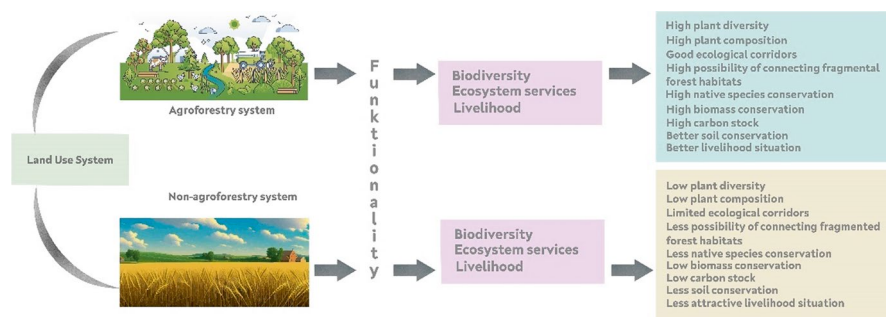 Land Use System
Agroforestry system
Non-agroforestry system
Funktionality
Biodiversity
Ecosystem services
Livelihood
High plant diversity
High plant composition
Good ecological corridors
High possibility of connecting fragmental
forest habitats
High native species conservation
High biomass conservation
High carbon stock
Better soil conservation
Better livelihood situation
Biodiversity
Ecosystem services
Livelihood
Low plant diversity
Low plant composition
Limited ecological corridors
Less possibility of connecting fragmented
forest habitats
Less native species conservation
Low biomass conservation
Low carbon stock
Less soil conservation
Less attractive livelihood situation